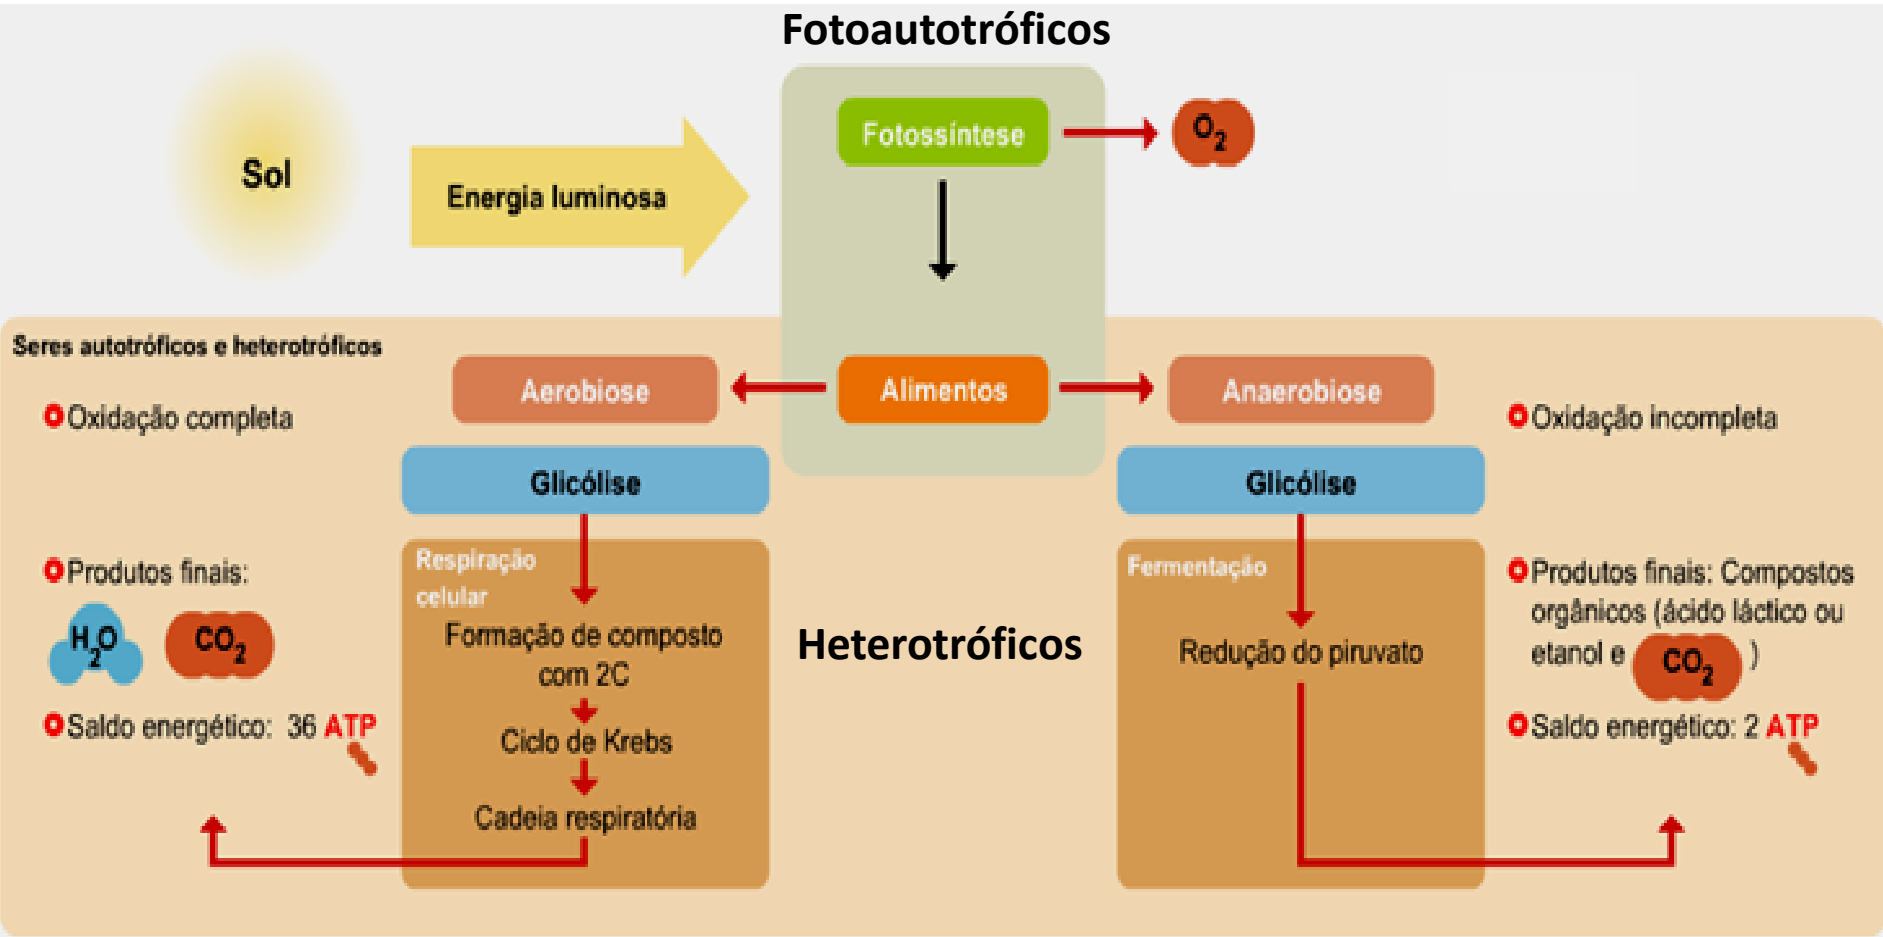 Fotoautotróficos
Sol
Energia luminosa
Fotossíntese
O2
Seres autotróficos e heterotróficos
Aerobiose
Alimentos
Anaerobiose
Oxidação completa
Oxidação incompleta
Glicólise
Glicólise
Respiração
celular
Formação de composto
com 2C
Ciclo de Krebs
Cadeia respiratória
Produtos finais:
H2O
CO2
Saldo energético: 36 ATP
Heterotróficos
Fermentação
Redução do piruvato
Produtos finais: Compostos
orgânicos (ácido láctico ou
etanol e CO2 )
Saldo energético: 2 ATP